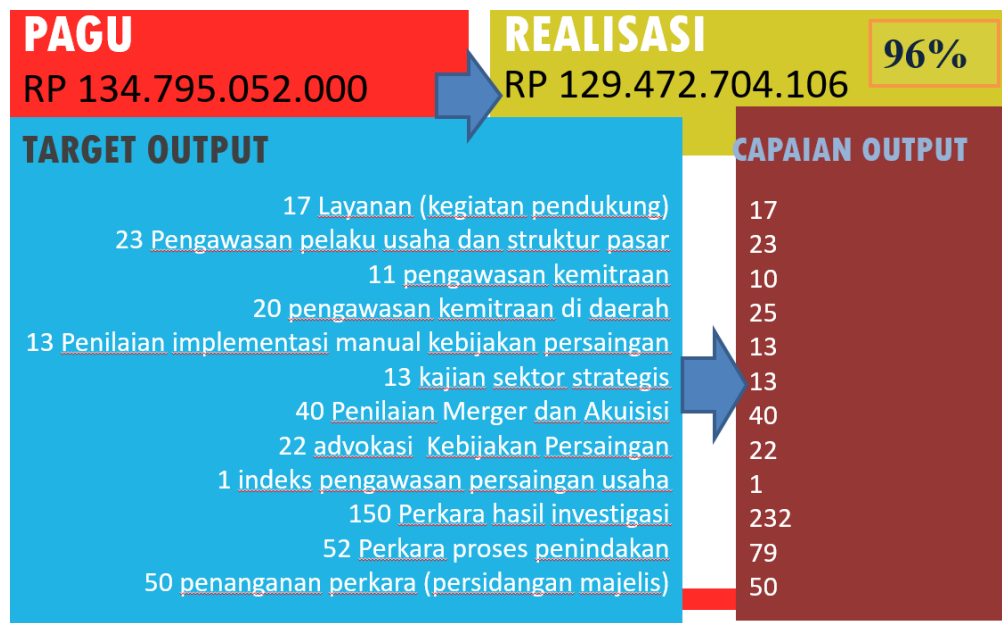 PAGU
RP 134.795.052.000
REALISASI
RP 129.472.704.106
96%
TARGET OUTPUT
17 Layanan (kegiatan pendukung)
23 Pengawasan pelaku usaha dan struktur pasar
11 pengawasan kemitraan
20 pengawasan kemitraan di daerah
13 Penilaian implementasi manual kebijakan persaingan
13 kajian sektor strategis
40 Penilaian Merger dan Akuisisi
22 advokasi Kebijakan Persaingan
1 indeks pengawasan persaingan usaha
150 Perkara hasil investigasi
52 Perkara proses penindakan
50 penanganan perkara (persidangan majelis)
CAPAIAN OUTPUT
17
23
10
25
13
13
40
22
1
232
79
50